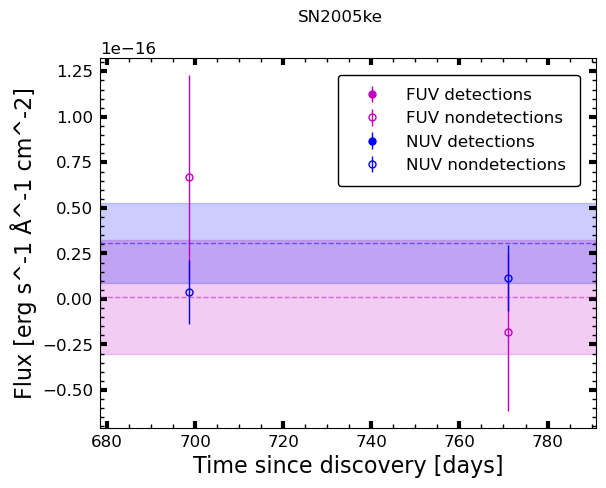 SN2005ke
1e−16
1.25
1.00
0.75
0.50
0.25
0.00
−0.25
−0.50
Flux [erg s^-1 Å^-1 cm^-2]
FUV detections
FUV nondetections
NUV detections
NUV nondetections
680 700 720 740 760 780
Time since discovery [days]